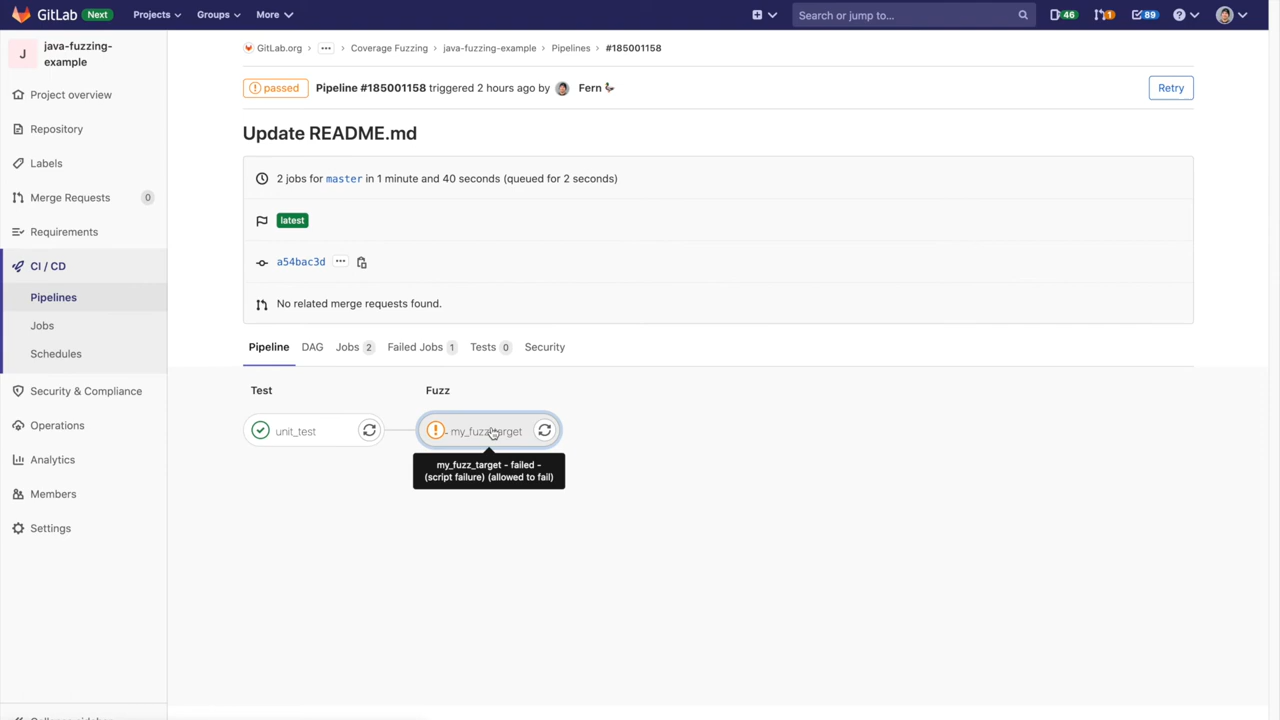 GitLab Next Projects Groups More Search or jump to... 46 1 89
J java-fuzzing-example
GitLab.org ... Coverage Fuzzing java-fuzzing-example Pipelines #185001158
Project overview
Repository
Labels
Merge Requests 0
Requirements
CI / CD
Pipelines
Jobs
Schedules
Security & Compliance
Operations
Analytics
Members
Settings
passed Pipeline #185001158 triggered 2 hours ago by Fern Retry
Update README.md
2 jobs for master in 1 minute and 40 seconds (queued for 2 seconds)
latest
a54bac3d ...
No related merge requests found.
Pipeline DAG Jobs 2 Failed Jobs 1 Tests 0 Security
Test Fuzz
unit_test my_fuzz_target
my_fuzz_target - failed -
(script failure) (allowed to fail)